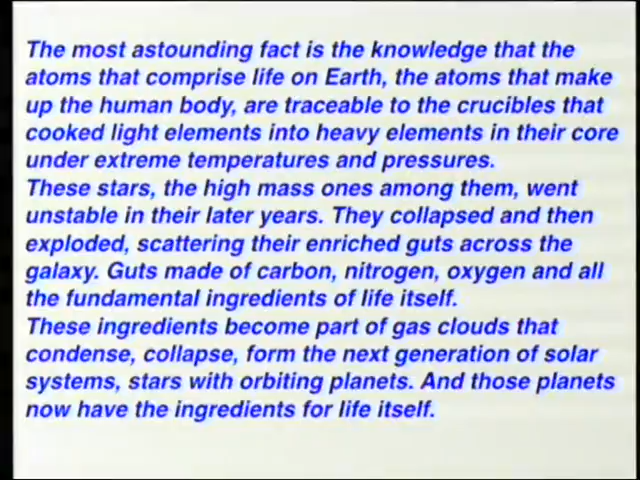 The most astounding fact is the knowledge that the
atoms that comprise life on Earth, the atoms that make
up the human body, are traceable to the crucibles that
cooked light elements into heavy elements in their core
under extreme temperatures and pressures.
These stars, the high mass ones among them, went
unstable in their later years. They collapsed and then
exploded, scattering their enriched guts across the
galaxy. Guts made of carbon, nitrogen, oxygen and all
the fundamental ingredients of life itself.
These ingredients become part of gas clouds that
condense, collapse, form the next generation of solar
systems, stars with orbiting planets. And those planets
now have the ingredients for life itself.